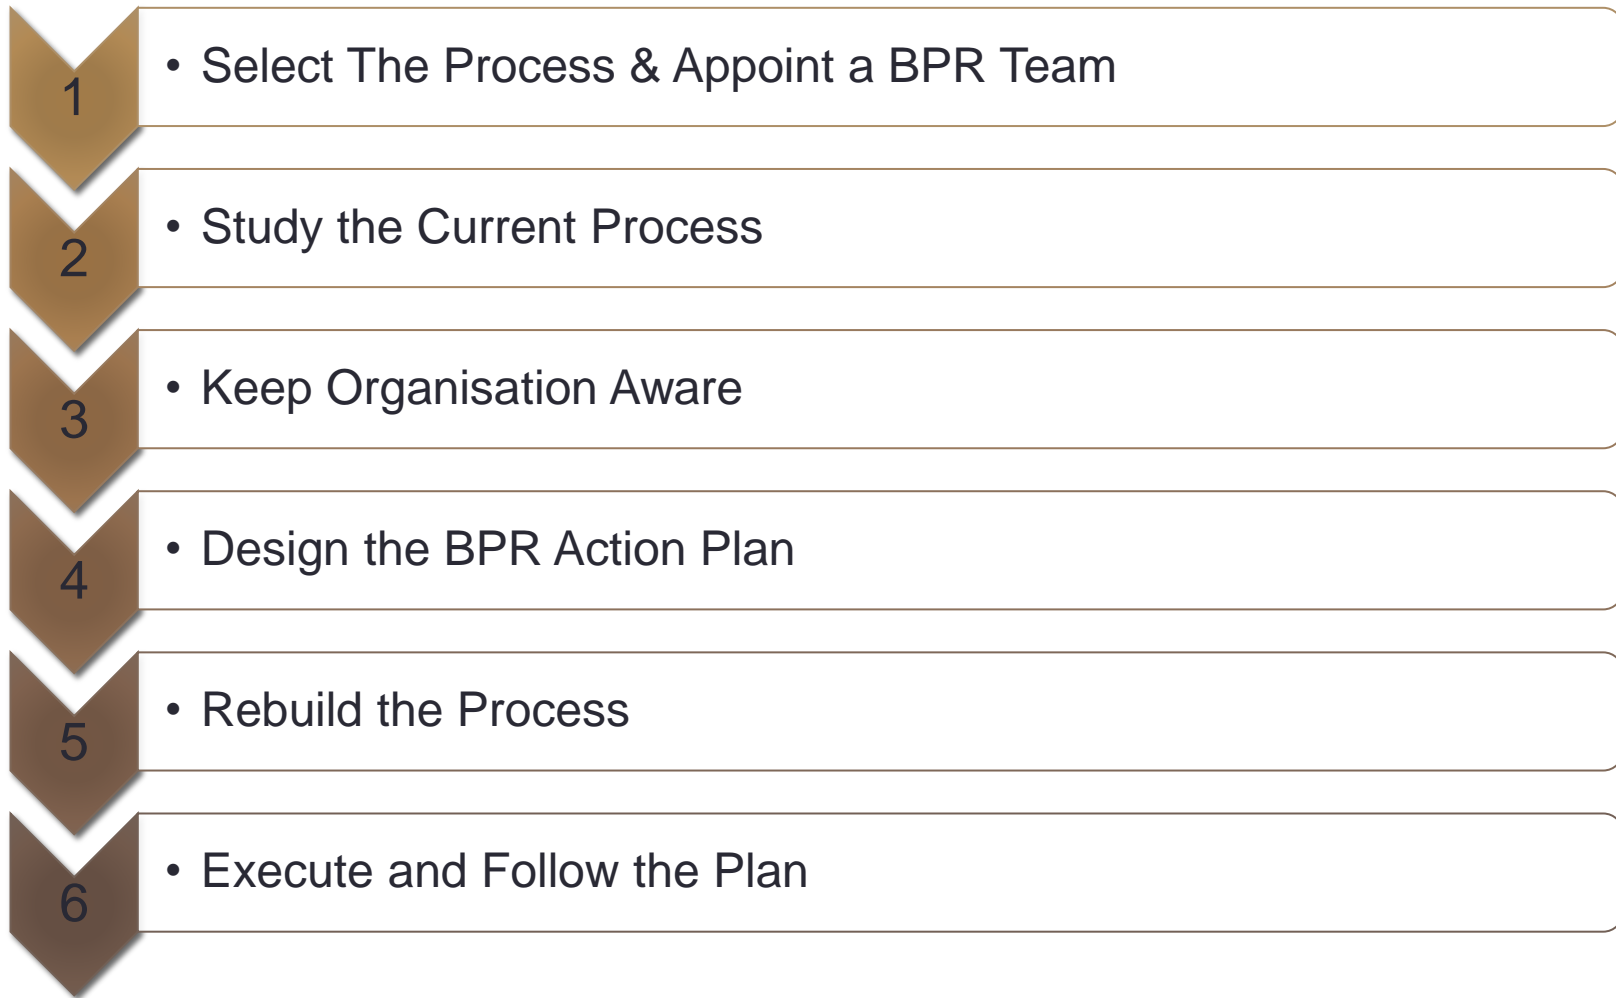 1
• Select The Process & Appoint a BPR Team
2
• Study the Current Process
3
• Keep Organisation Aware
4
• Design the BPR Action Plan
5
• Rebuild the Process
6
• Execute and Follow the Plan